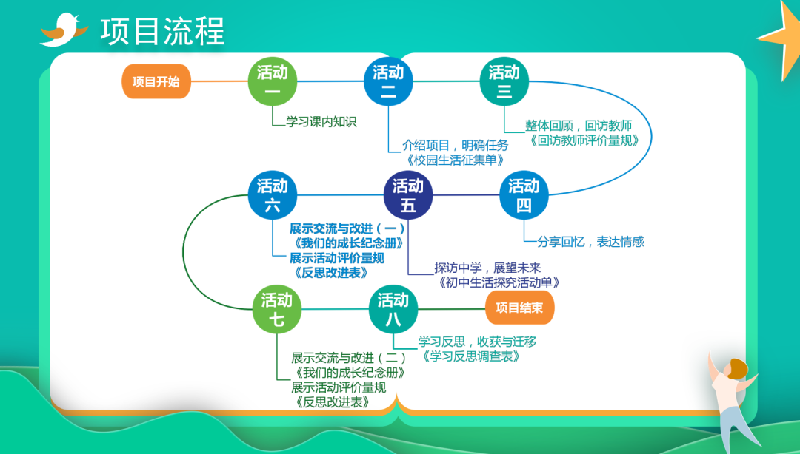 项目流程
项目开始
活动
一
活动
二
活动
三
学习课内知识
介绍项目，明确任务
《校园生活征集单》
整体回顾，回访教师
《回访教师评价量规》
活动
六
活动
五
活动
四
展示交流与改进（一）
《我们的成长纪念册》
展示活动评价量规
《反思改进表》
探访中学，展望未来
《初中生活探究活动单》
分享回忆，表达情感
活动
七
活动
八
项目结束
展示交流与改进（二）
《我们的成长纪念册》
展示活动评价量规
《反思改进表》
学习反思，收获与迁移
《学习反思调查表》